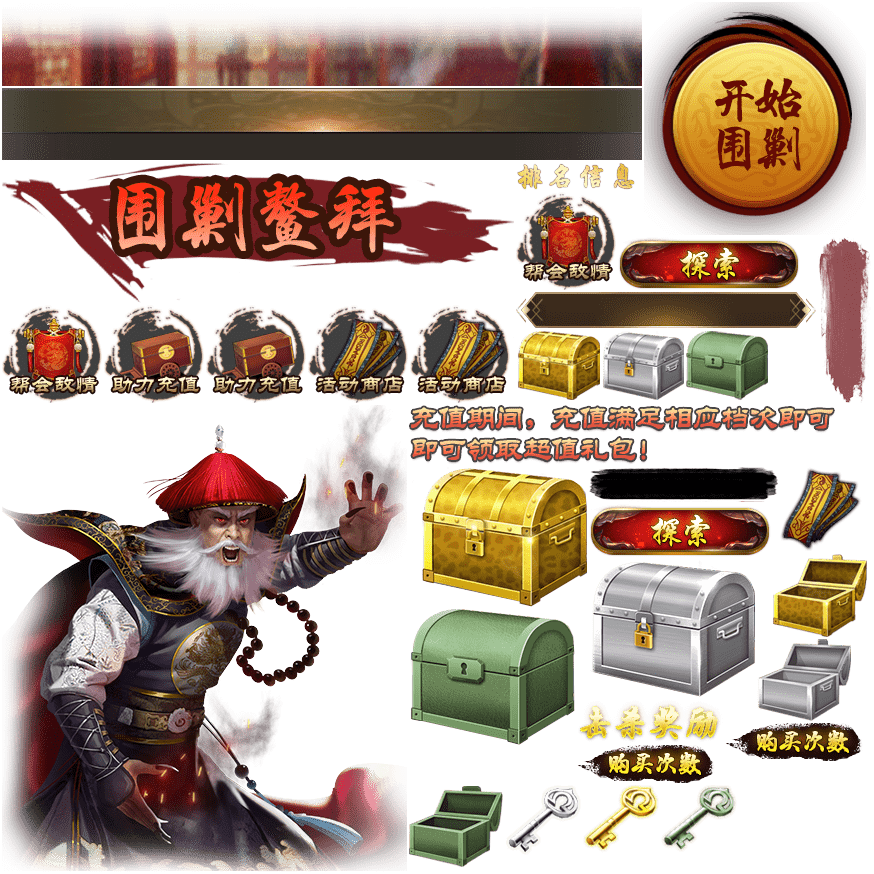 开始
围剿
围剿鳌拜
排名信息
帮会敌情
探索
帮会敌情
助力充值
助力充值
活动商店
活动商店
充值期间，充值满足相应档次即可
即可领取超值礼包！
探索
击杀奖励
购买次数
购买次数